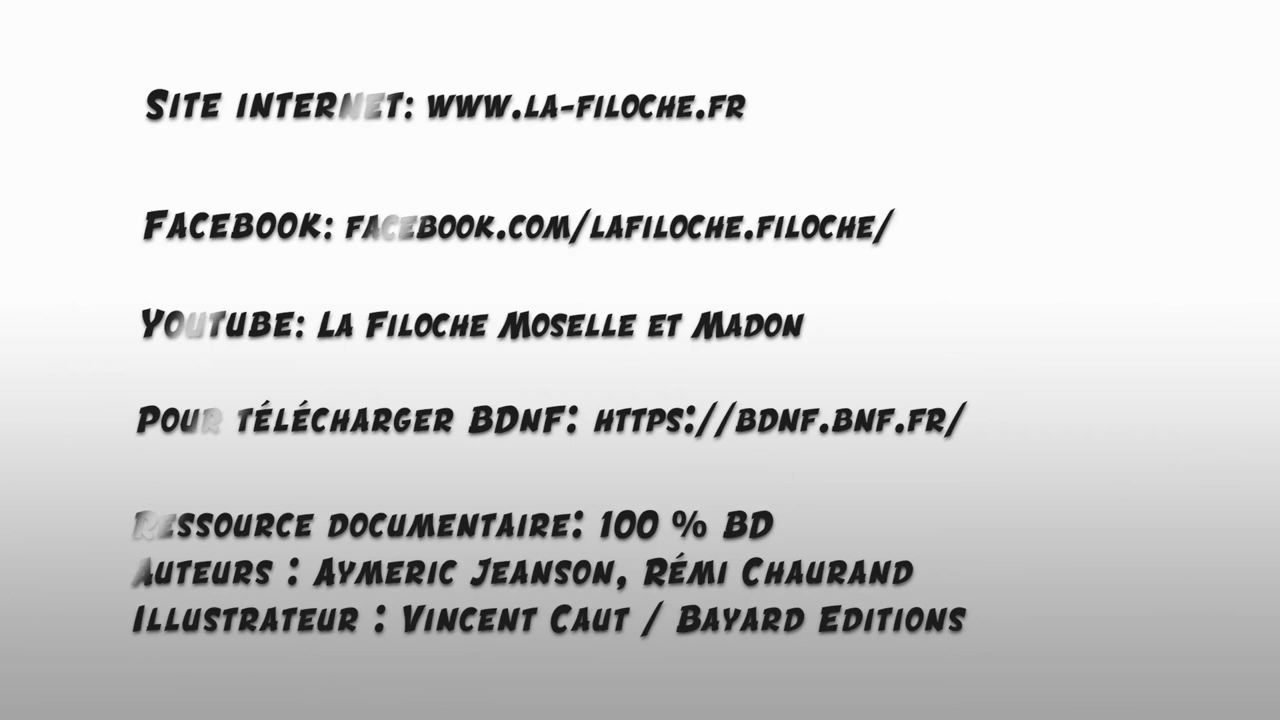 Site internet: www.la-filoche.fr
Facebook: facebook.com/lafiloche.filoche/
Youtube: La Filoche Moselle et Madon
Pour télécharger BDnF: https://bdnf.bnf.fr/
Ressource documentaire: 100 % BD
Auteurs : Aymeric Jeanson, Rémi Chaurand
Illustrateur : Vincent Caut / Bayard Editions